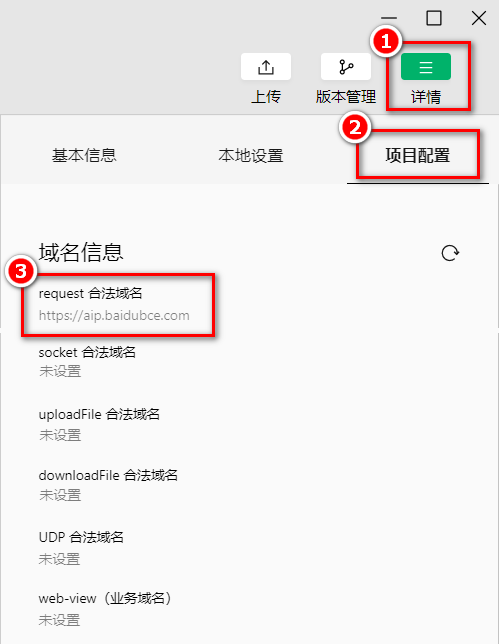 1
上传
版本管理
详情
2
基本信息
本地设置
项目配置
域名信息
3
request 合法域名
https://aip.baidubce.com
socket 合法域名
未设置
uploadFile 合法域名
未设置
downloadFile 合法域名
未设置
UDP 合法域名
未设置
web-view（业务域名）
未设置